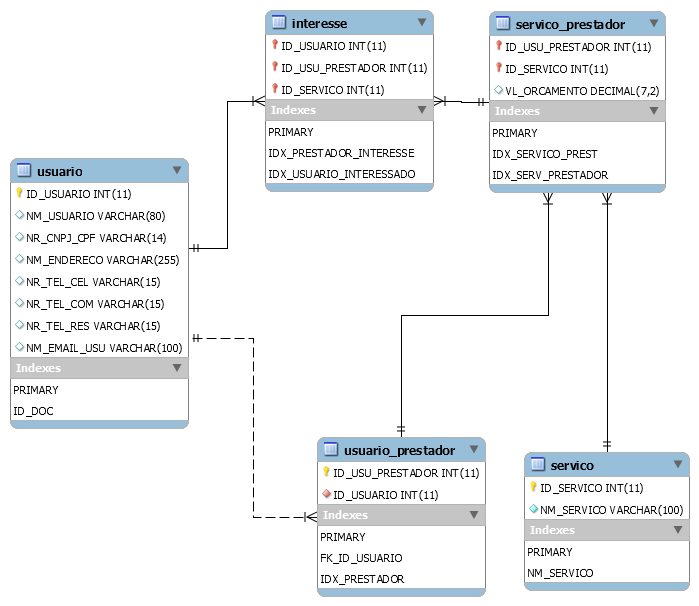 interesse
ID_USUARIO INT(11)
ID_USU_PRESTADOR INT(11)
ID_SERVICO INT(11)
Indexes
PRIMARY
IDX_PRESTADOR_INTERESSE
IDX_USUARIO_INTERESSADO
servico_prestador
ID_USU_PRESTADOR INT(11)
ID_SERVICO INT(11)
VL_ORCAMENTO DECIMAL(7,2)
Indexes
PRIMARY
IDX_SERVICO_PREST
IDX_SERV_PRESTADOR
usuario
ID_USUARIO INT(11)
NM_USUARIO VARCHAR(80)
NR_CNPJ_CPF VARCHAR(14)
NM_ENDERECO VARCHAR(255)
NR_TEL_CEL VARCHAR(15)
NR_TEL_COM VARCHAR(15)
NR_TEL_RES VARCHAR(15)
NM_EMAIL_USU VARCHAR(100)
Indexes
PRIMARY
ID_DOC
usuario_prestador
ID_USU_PRESTADOR INT(11)
ID_USUARIO INT(11)
Indexes
PRIMARY
FK_ID_USUARIO
IDX_PRESTADOR
servico
ID_SERVICO INT(11)
NM_SERVICO VARCHAR(100)
Indexes
PRIMARY
NM_SERVICO